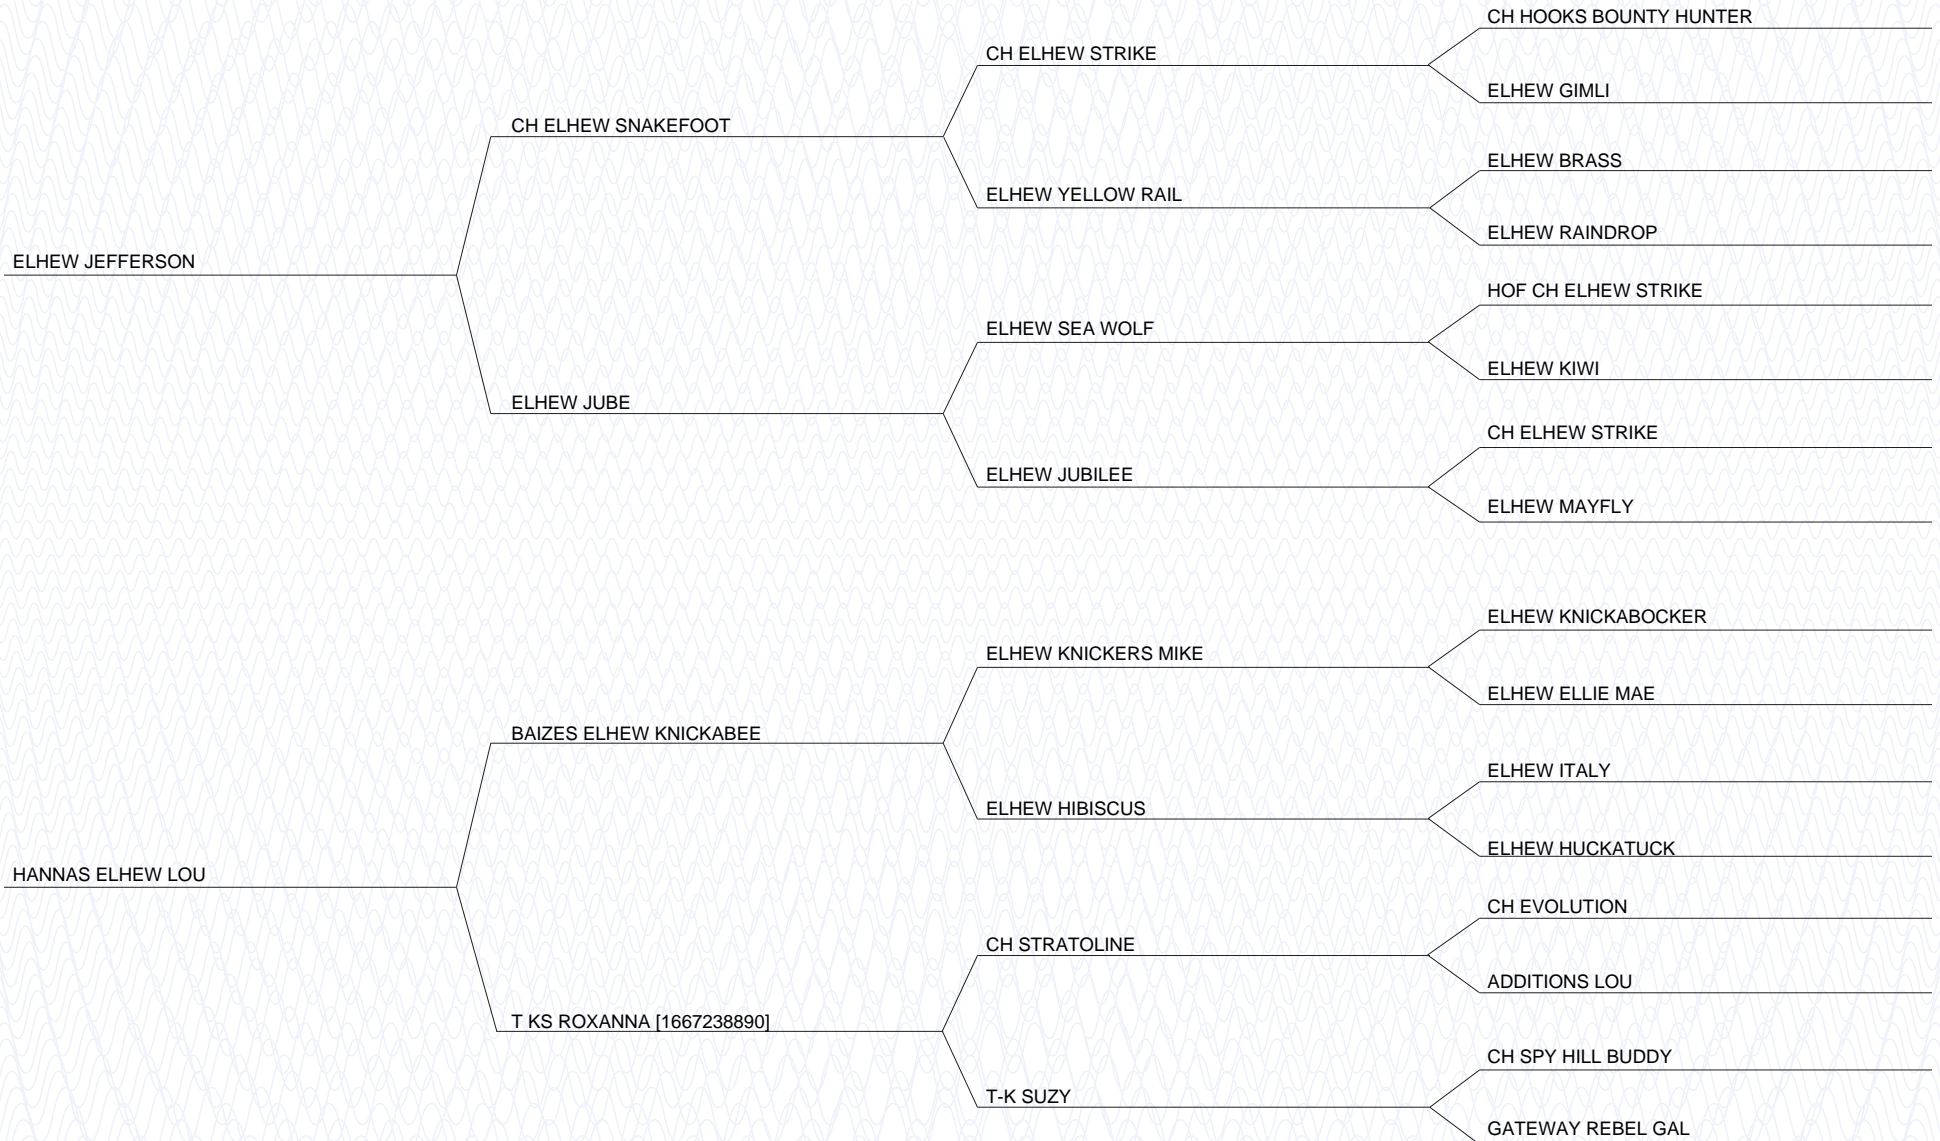 CH HOOKS BOUNTY HUNTER
CH ELHEW STRIKE
ELHEW GIMLI
CH ELHEW SNAKEFOOT
ELHEW BRASS
ELHEW YELLOW RAIL
ELHEW RAINDROP
ELHEW JEFFERSON
HOF CH ELHEW STRIKE
ELHEW SEA WOLF
ELHEW KIWI
ELHEW JUBE
CH ELHEW STRIKE
ELHEW JUBILEE
ELHEW MAYFLY
ELHEW KNICKABOCKER
ELHEW KNICKERS MIKE
ELHEW ELLIE MAE
BAIZES ELHEW KNICKABEE
ELHEW ITALY
ELHEW HIBISCUS
ELHEW HUCKATUCK
HANNAS ELHEW LOU
CH EVOLUTION
CH STRATOLINE
ADDITIONS LOU
T KS ROXANNA [1667238890]
CH SPY HILL BUDDY
T-K SUZY
GATEWAY REBEL GAL